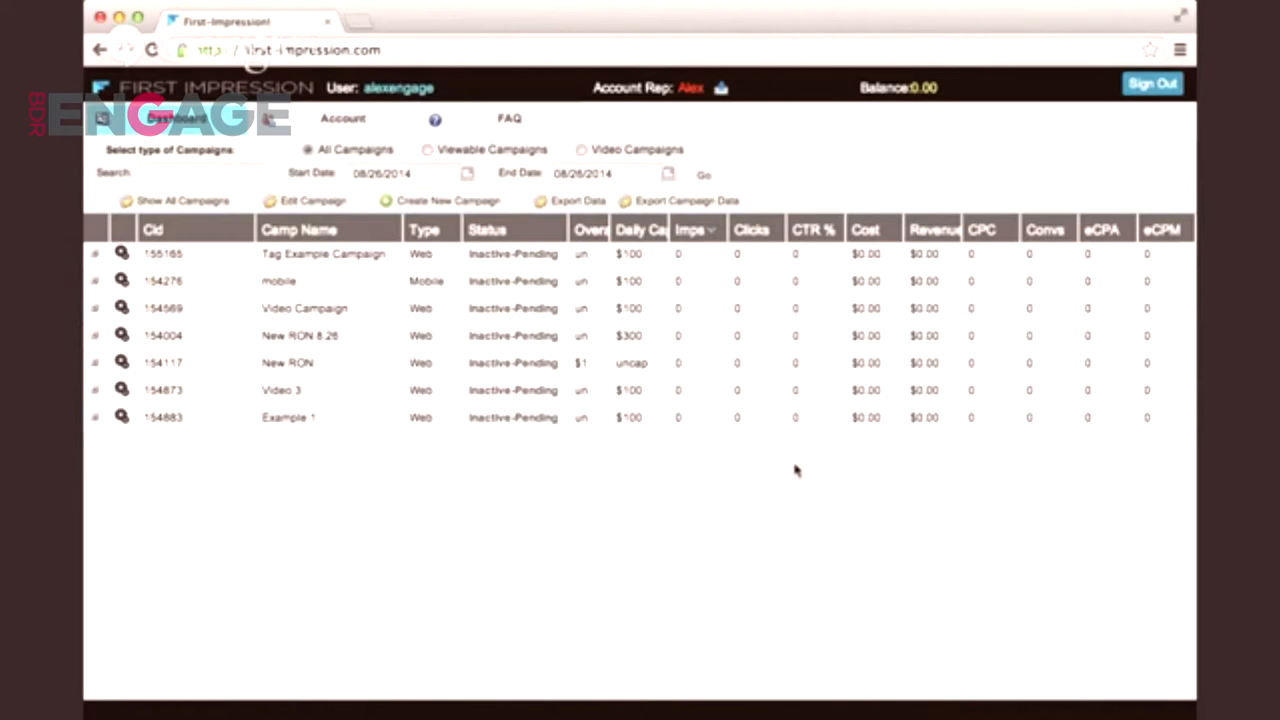 First-Impression!
http://first-impression.com
FIRST IMPRESSION User: alexengage Account Rep: Alex Balance:0.00 Sign Out
BDR ENGAGE
Dashboard Account FAQ
Select type of Campaigns: All Campaigns Viewable Campaigns Video Campaigns
Search Start Date 08/26/2014 End Date 08/26/2014 Go
Show All Campaigns Edit Campaign Create New Campaign Export Data Export Campaign Data
Cid Camp Name Type Status Overa Daily Cap Imps Clicks CTR % Cost Revenue CPC Convs eCPA eCPM
155165 Tag Example Campaign Web Inactive-Pending un $100 0 0 0 $0.00 $0.00 0 0 0 0
154276 mobile Mobile Inactive-Pending un $100 0 0 0 $0.00 $0.00 0 0 0 0
154569 Video Campaign Web Inactive-Pending un $100 0 0 0 $0.00 $0.00 0 0 0 0
154004 New RON 8.26 Web Inactive-Pending un $300 0 0 0 $0.00 $0.00 0 0 0 0
154117 New RON Web Inactive-Pending $1 uncap 0 0 0 $0.00 $0.00 0 0 0 0
154873 Video 3 Web Inactive-Pending un $100 0 0 0 $0.00 $0.00 0 0 0 0
154883 Example 1 Web Inactive-Pending un $100 0 0 0 $0.00 $0.00 0 0 0 0